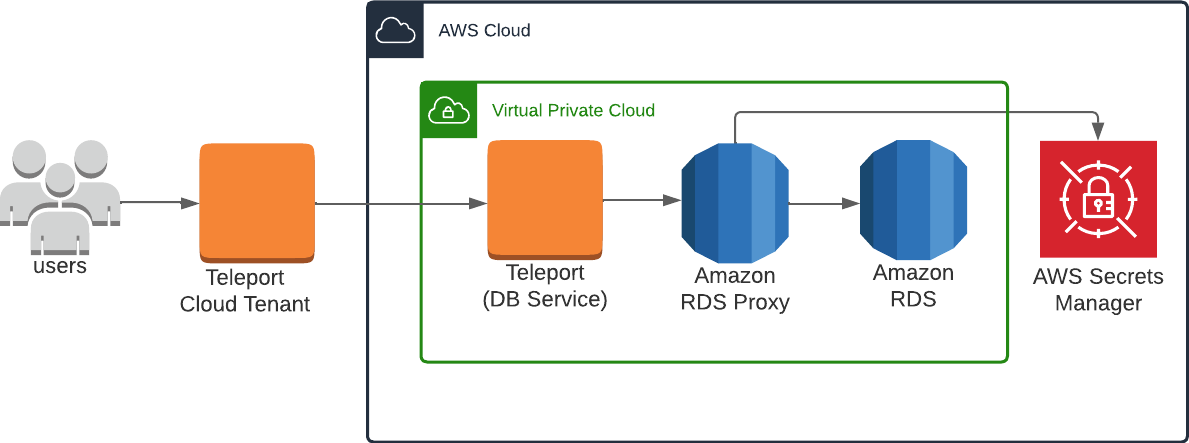 AWS Cloud
Virtual Private Cloud
users
Teleport
Cloud Tenant
Teleport
(DB Service)
Amazon
RDS Proxy
Amazon
RDS
AWS Secrets
Manager